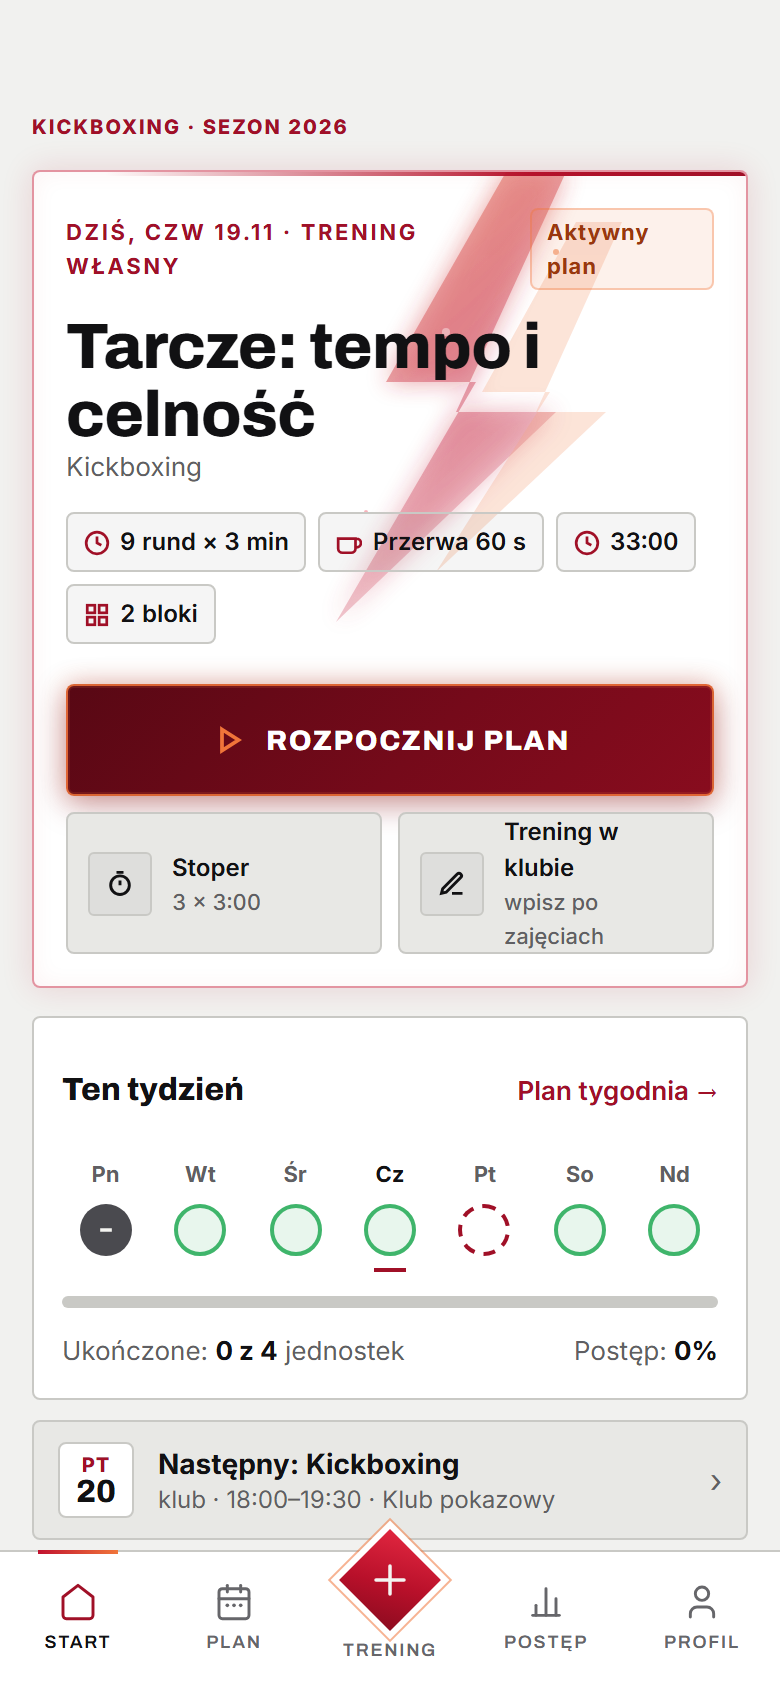 KICKBOXING · SEZON 2026
DZIŚ, CZW 19.11 · TRENING
WŁASNY
Aktywny
plan
Tarcze: tempo i
celność
Kickboxing
9 rund × 3 min
Przerwa 60 s
33:00
2 bloki
ROZPOCZNIJ PLAN
Stoper
3 × 3:00
Trening w
klubie
wpisz po
zajęciach
Ten tydzień
Plan tygodnia →
Pn Wt Śr Cz Pt So Nd
–
Ukończone: 0 z 4 jednostek
Postęp: 0%
PT
20
Następny: Kickboxing
klub · 18:00–19:30 · Klub pokazowy
START
PLAN
TRENING
POSTĘP
PROFIL